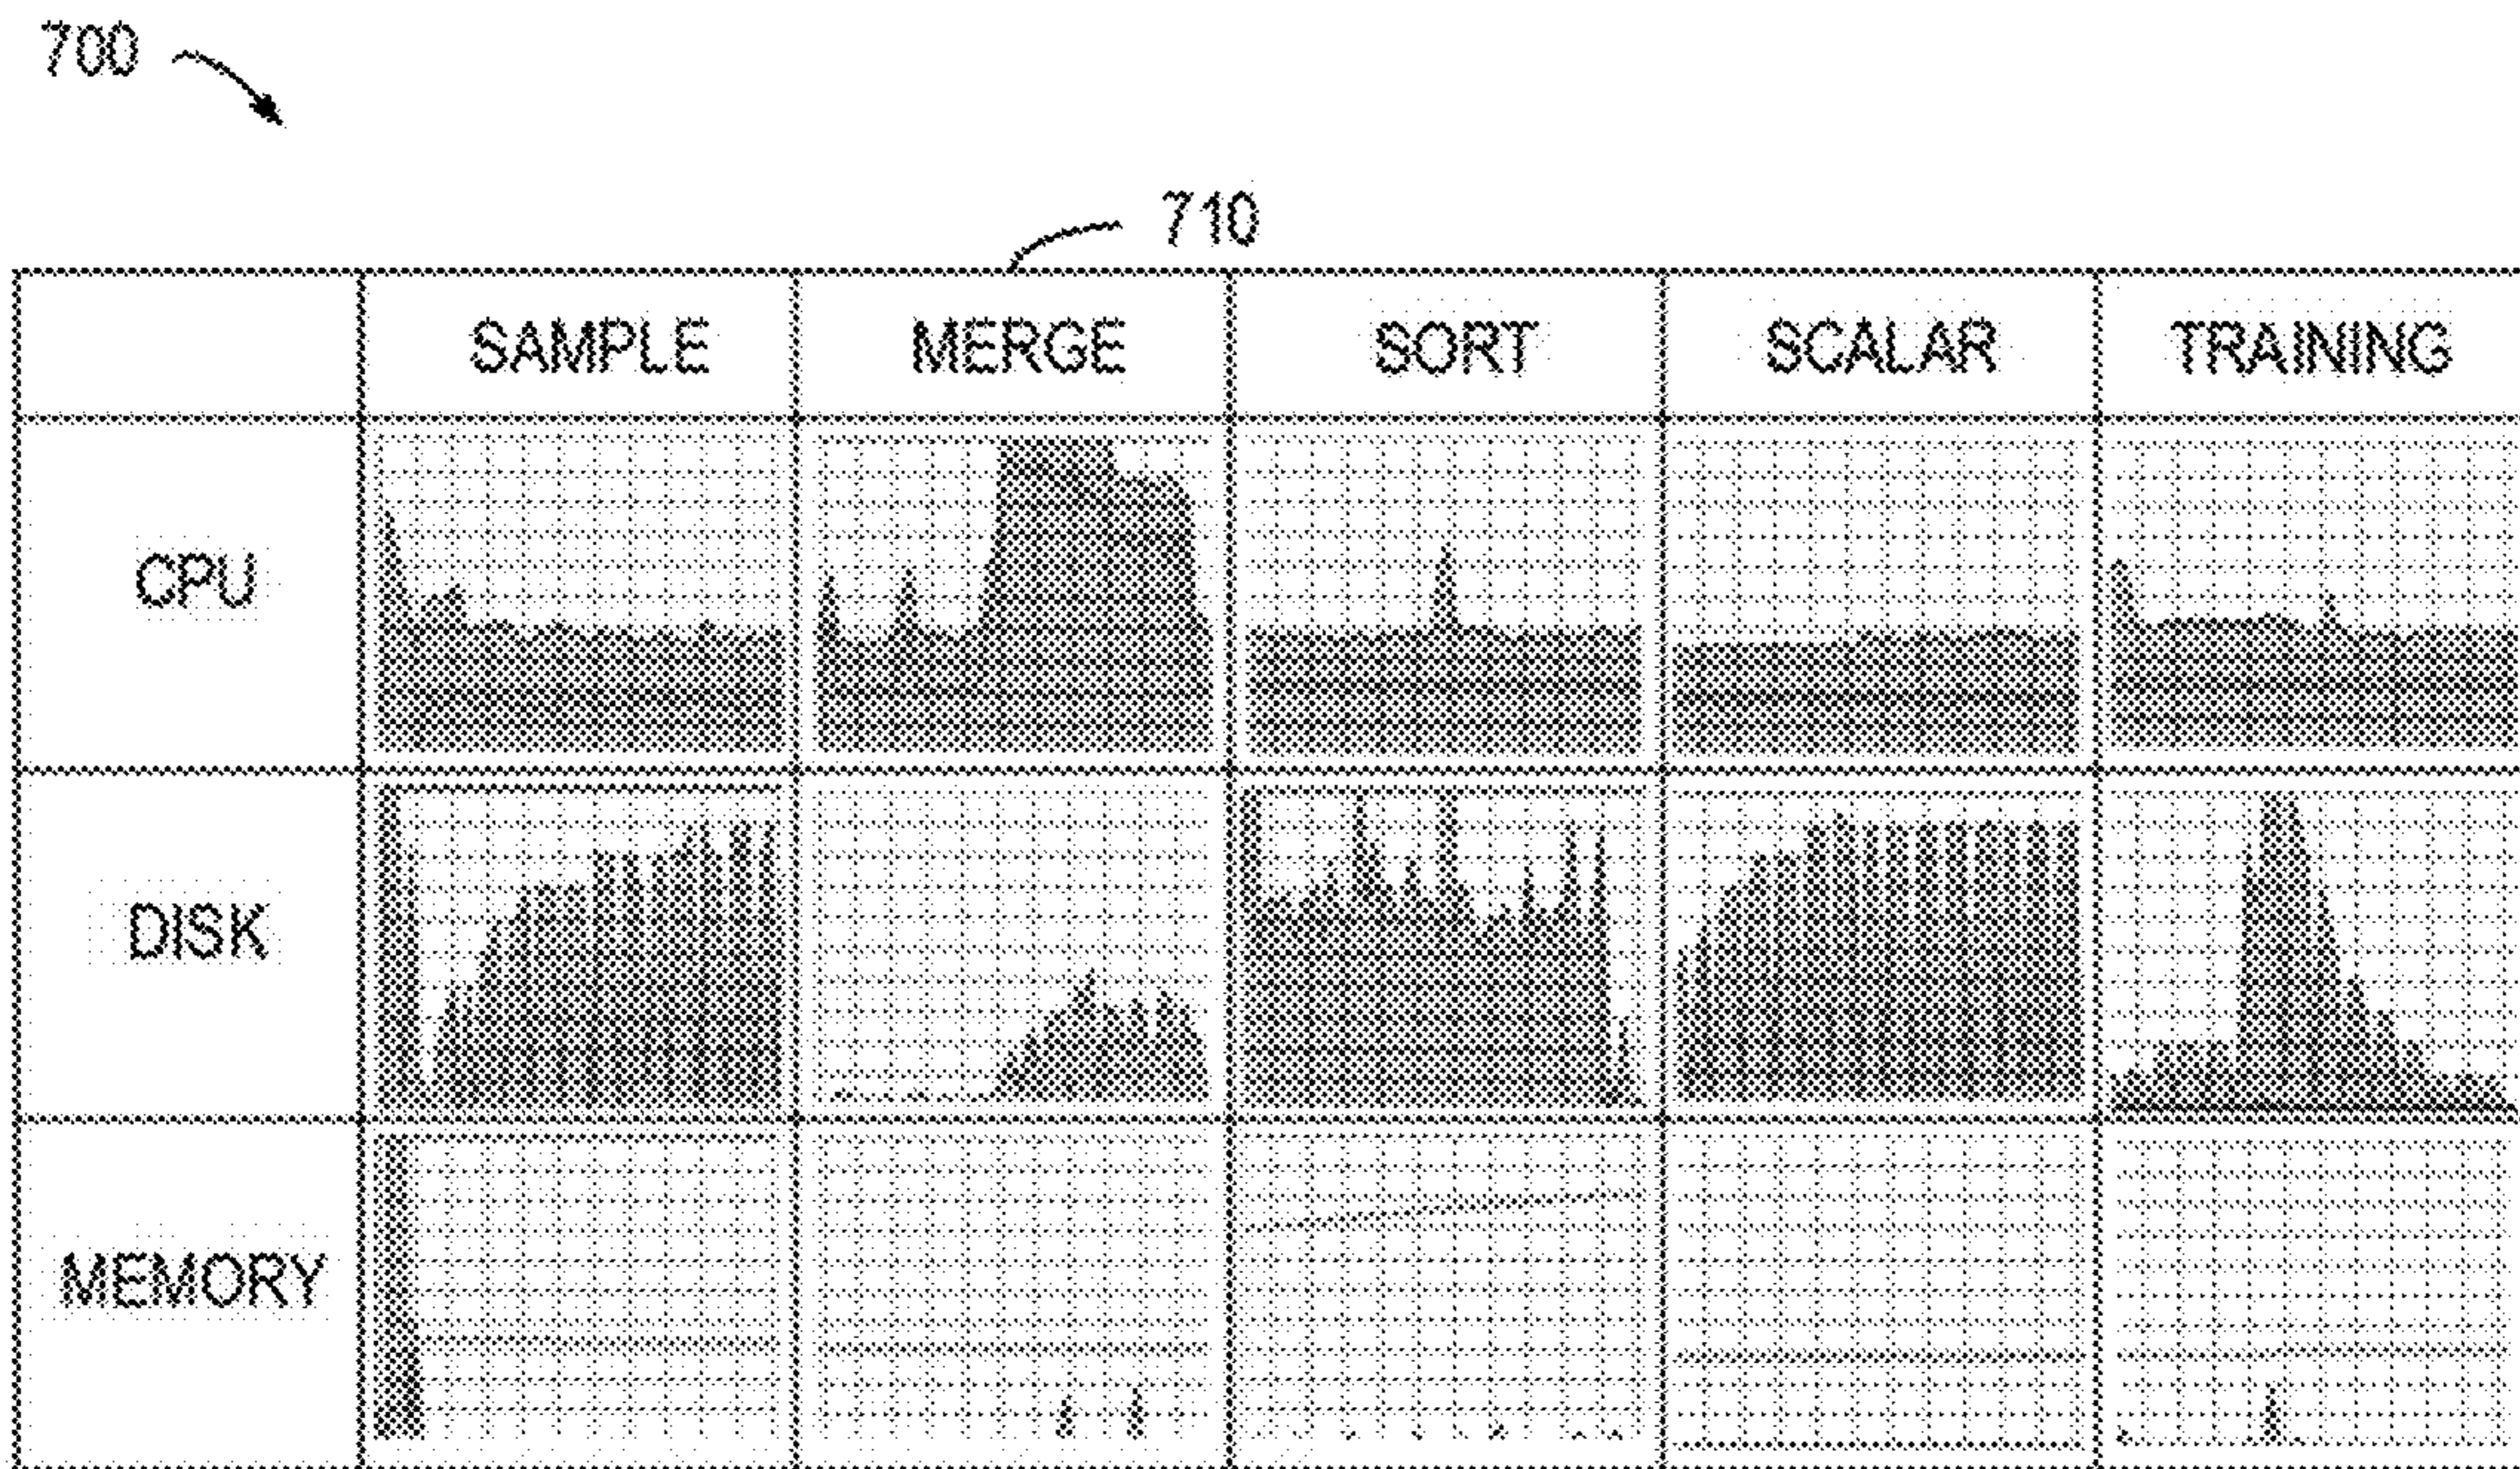 700
710
SAMPLE MERGE SORT SCALAR TRAINING
CPU
DISK
MEMORY